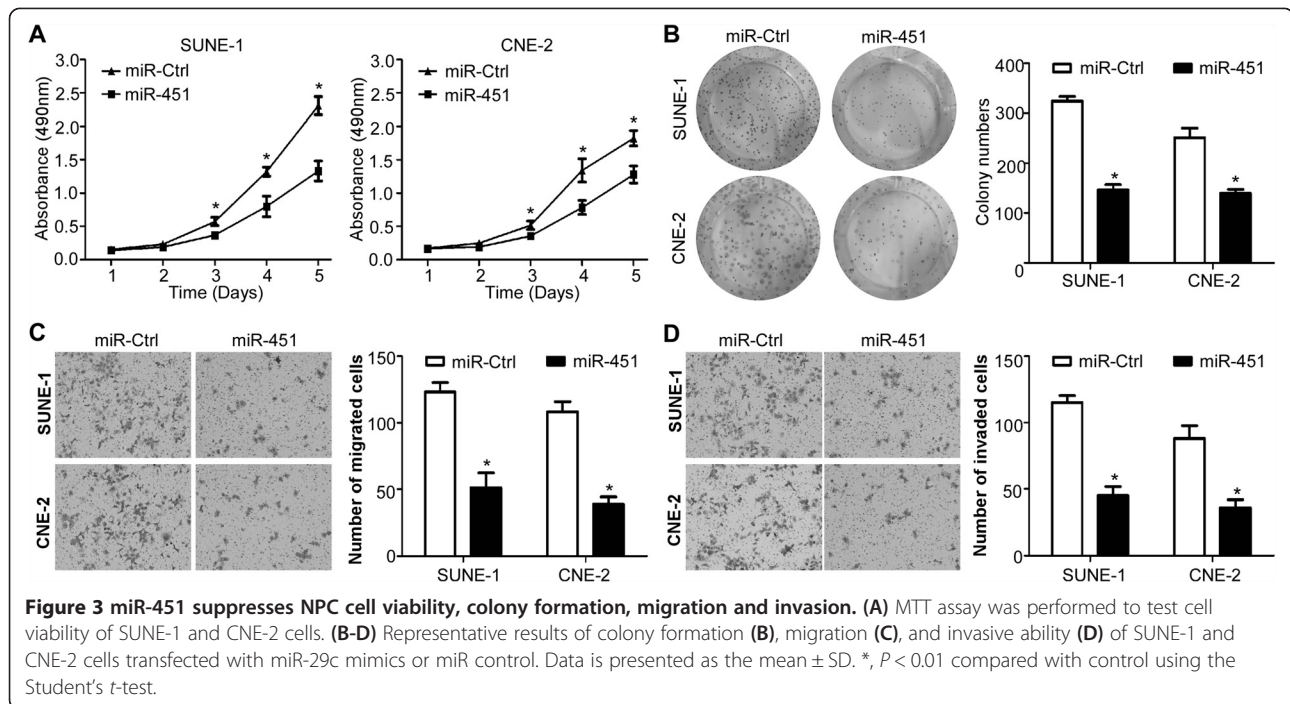 A
SUNE-1
miR-Ctrl
miR-451
Absorbance (490nm)
2.5
2.0
1.5
1.0
0.5
0.0
*
*
*
1 2 3 4 5
Time (Days)
CNE-2
miR-Ctrl
miR-451
Absorbance (490nm)
2.5
2.0
1.5
1.0
0.5
0.0
*
*
*
1 2 3 4 5
Time (Days)
B
miR-Ctrl miR-451
SUNE-1
CNE-2
miR-Ctrl miR-451
Colony numbers
400
300
300
100
0
*
*
SUNE-1 CNE-2
C
miR-Ctrl miR-451
SUNE-1
CNE-2
miR-Ctrl miR-451
Number of migrated cells
150
100
50
0
*
*
SUNE-1 CNE-2
D
miR-Ctrl miR-451
SUNE-1
CNE-2
miR-Ctrl miR-451
Number of invaded cells
150
100
50
0
*
*
SUNE-1 CNE-2
Figure 3 miR-451 suppresses NPC cell viability, colony formation, migration and invasion. (A) MTT assay was performed to test cell
viability of SUNE-1 and CNE-2 cells. (B-D) Representative results of colony formation (B), migration (C), and invasive ability (D) of SUNE-1 and
CNE-2 cells transfected with miR-29c mimics or miR control. Data is presented as the mean ± SD. *, P < 0.01 compared with control using the
Student's t-test.